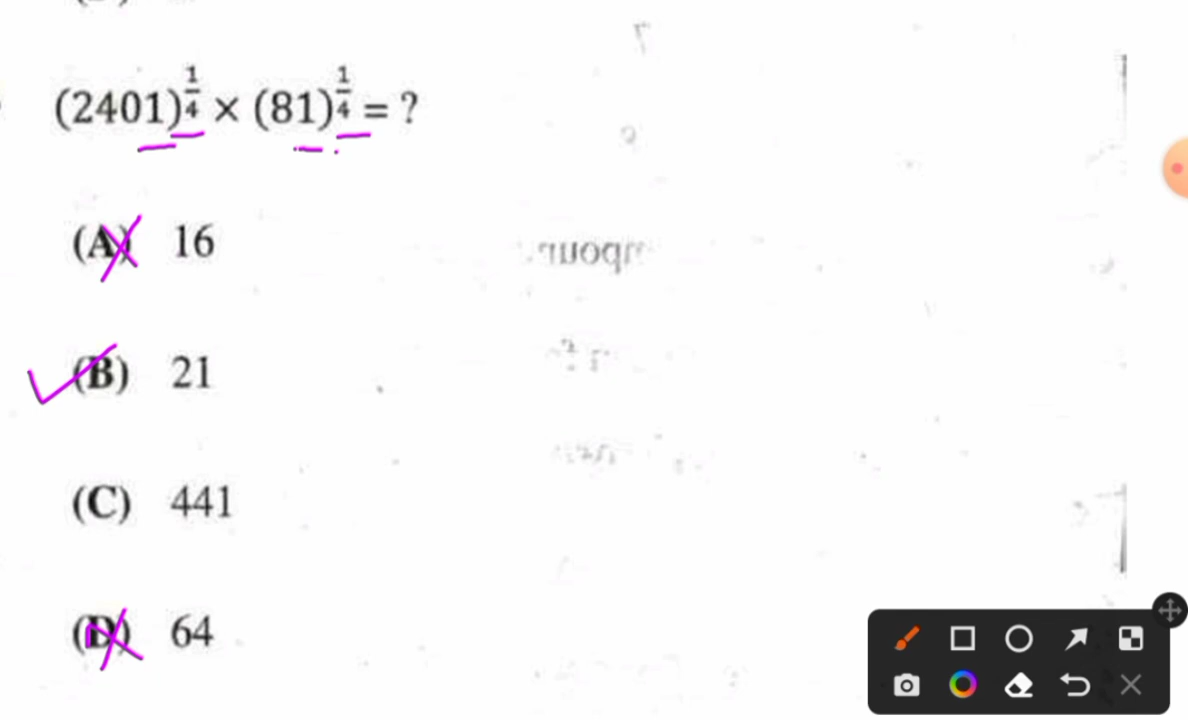 (2401)^{1/4} × (81)^{1/4} = ?
(A) 16
(B) 21
(C) 441
(D) 64